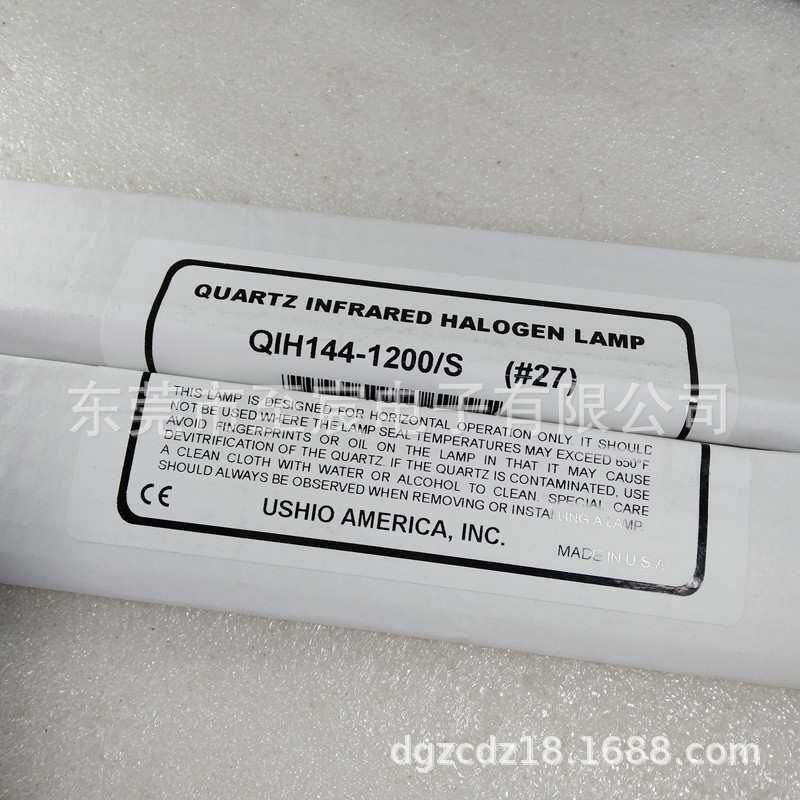 QUARTZ INFRARED HALOGEN LAMP
QIH144-1200/S (#27)
东莞市 辰电子有限公司
THIS LAMP IS DESIGNED FOR HORIZONTAL OPERATION ONLY. IT SHOULD
NOT BE USED WHERE THE LAMP SEAL TEMPERATURES MAY EXCEED 650°F
AVOID FINGERPRINTS OR OIL ON THE LAMP IN THAT IT MAY CAUSE
DEVITRIFICATION OF THE QUARTZ. IF THE QUARTZ IS CONTAMINATED, USE
A CLEAN CLOTH WITH WATER OR ALCOHOL TO CLEAN. SPECIAL CARE
SHOULD ALWAYS BE OBSERVED WHEN REMOVING OR INSTALLING A LAMP.
CE
USHIO AMERICA, INC.
MADE IN U.S.A
dgzcdz18.1688.com